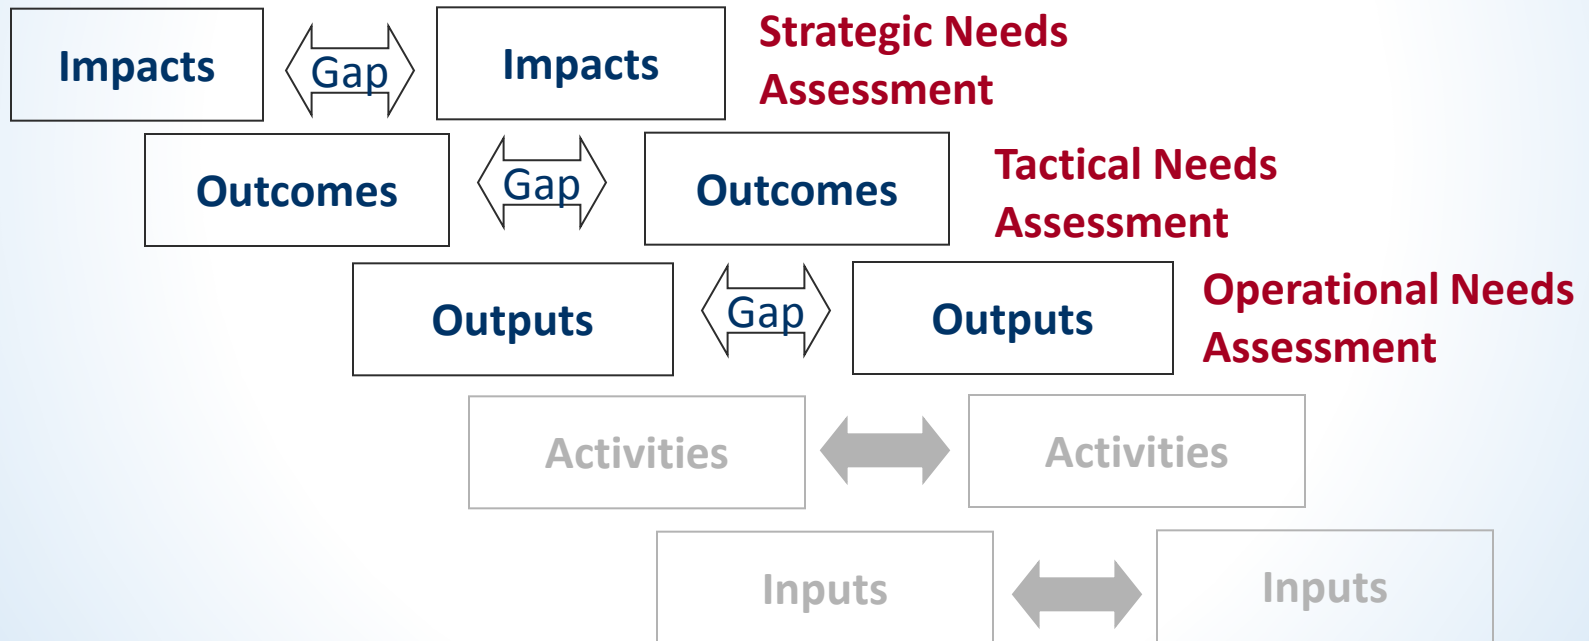 Impacts Gap Impacts Strategic Needs
Assessment
Outcomes Gap Outcomes Tactical Needs
Assessment
Outputs Gap Outputs Operational Needs
Assessment
Activities Activities
Inputs Inputs